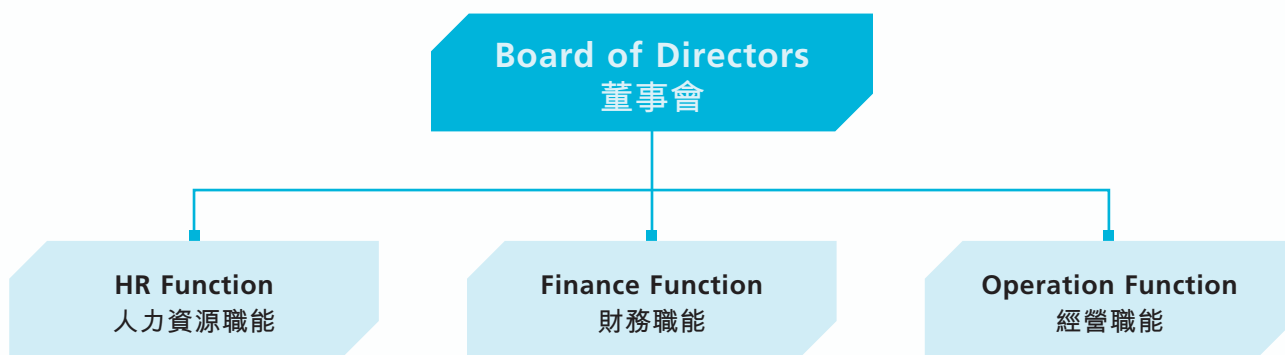 Board of Directors
董事會
HR Function
人力資源職能
Finance Function
財務職能
Operation Function
經營職能